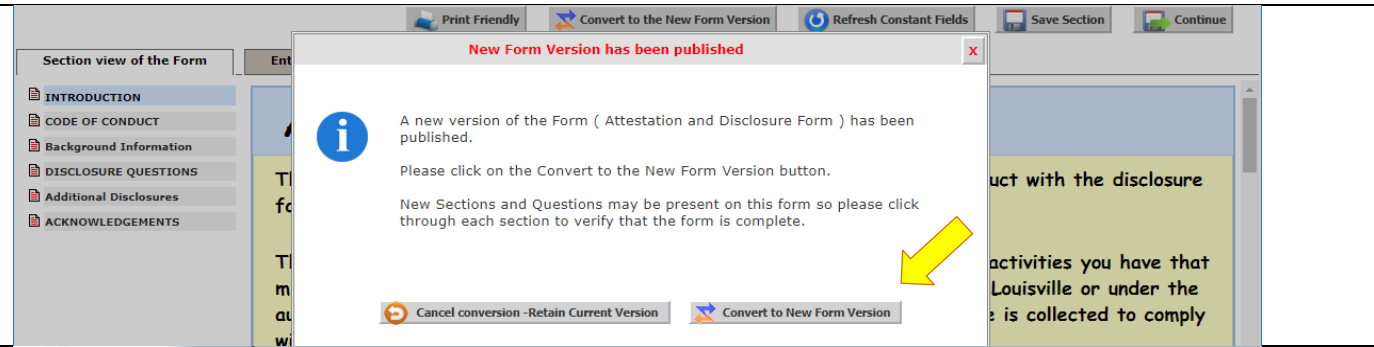 Print Friendly
Convert to the New Form Version
Refresh Constant Fields
Save Section
Continue
New Form Version has been published
x
Section view of the Form
Ent
INTRODUCTION
CODE OF CONDUCT
Background Information
DISCLOSURE QUESTIONS
Additional Disclosures
ACKNOWLEDGEMENTS
A new version of the Form ( Attestation and Disclosure Form ) has been
published.
Please click on the Convert to the New Form Version button.
New Sections and Questions may be present on this form so please click
through each section to verify that the form is complete.
uct with the disclosure
activities you have that
Louisville or under the
is collected to comply
Cancel conversion -Retain Current Version
Convert to New Form Version